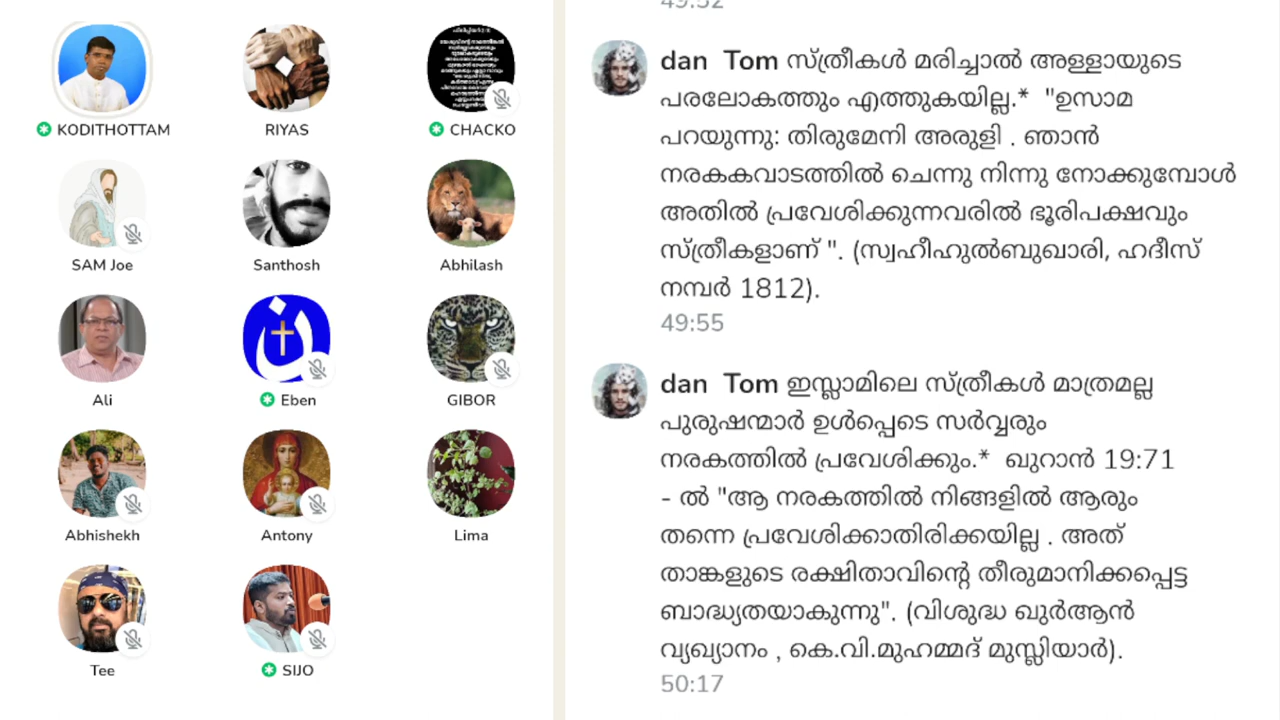 KODITHOTTAM
RIYAS
CHACKO
SAM Joe
Santhosh
Abhilash
Ali
Eben
GIBOR
Abhishekh
Antony
Lima
Tee
SIJO
49:52
dan Tom സ്ത്രീകൾ മരിച്ചാൽ അള്ളായുടെ
പരലോകത്തും എത്തുകയില്ല.* "ഉസാമ
പറയുന്നു: തിരുമേനി അരുളി . ഞാൻ
നരകകവാടത്തിൽ ചെന്നു നിന്നു നോക്കുമ്പോൾ
അതിൽ പ്രവേശിക്കുന്നവരിൽ ഭൂരിപക്ഷവും
സ്ത്രീകളാണ് ". (സ്വഹീഹുൽബുഖാരി, ഹദീസ്
നമ്പർ 1812).
49:55
dan Tom ഇസ്ലാമിലെ സ്ത്രീകൾ മാത്രമല്ല
പുരുഷന്മാർ ഉൾപ്പെടെ സർവ്വരും
നരകത്തിൽ പ്രവേശിക്കും.* ഖുറാൻ 19:71
- ൽ "ആ നരകത്തിൽ നിങ്ങളിൽ ആരും
തന്നെ പ്രവേശിക്കാതിരിക്കയില്ല . അത്
താങ്കളുടെ രക്ഷിതാവിന്റെ തീരുമാനിക്കപ്പെട്ട
ബാദ്ധ്യതയാകുന്നു". (വിശുദ്ധ ഖുർആൻ
വ്യഖ്യാനം , കെ.വി.മുഹമ്മദ് മുസ്ലിയാർ).
50:17